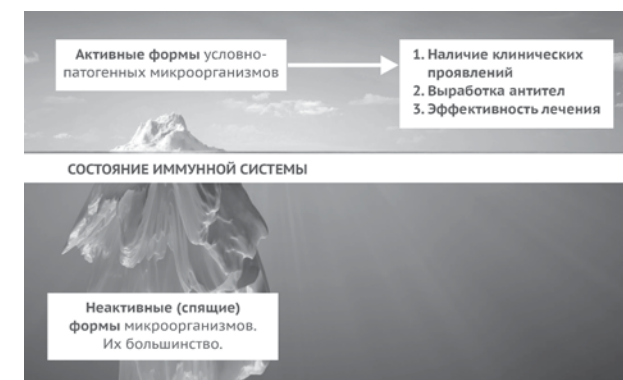 Активные формы условно-
патогенных микроорганизмов
1. Наличие клинических
проявлений
2. Выработка антител
3. Эффективность лечения
СОСТОЯНИЕ ИММУННОЙ СИСТЕМЫ
Неактивные (спящие)
формы микроорганизмов.
Их большинство.